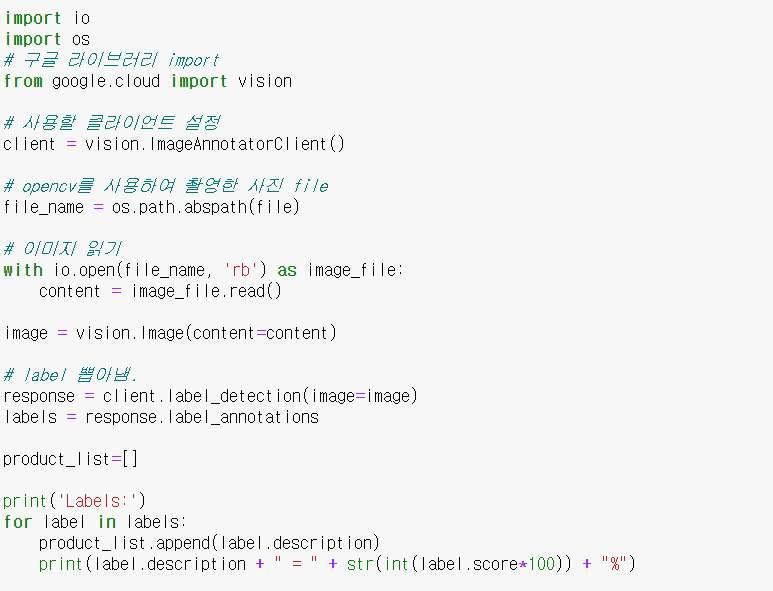 import io
import os
# 구글 라이브러리 import
from google.cloud import vision
# 사용할 클라이언트 설정
client = vision.ImageAnnotatorClient()
# opencv를 사용하여 촬영한 사진 file
file_name = os.path.abspath(file)
# 이미지 읽기
with io.open(file_name, 'rb') as image_file:
    content = image_file.read()
image = vision.Image(content=content)
# label 뽑아냄.
response = client.label_detection(image=image)
labels = response.label_annotations
product_list=[]
print('Labels:')
for label in labels:
    product_list.append(label.description)
    print(label.description + " = " + str(int(label.score*100)) + "%")